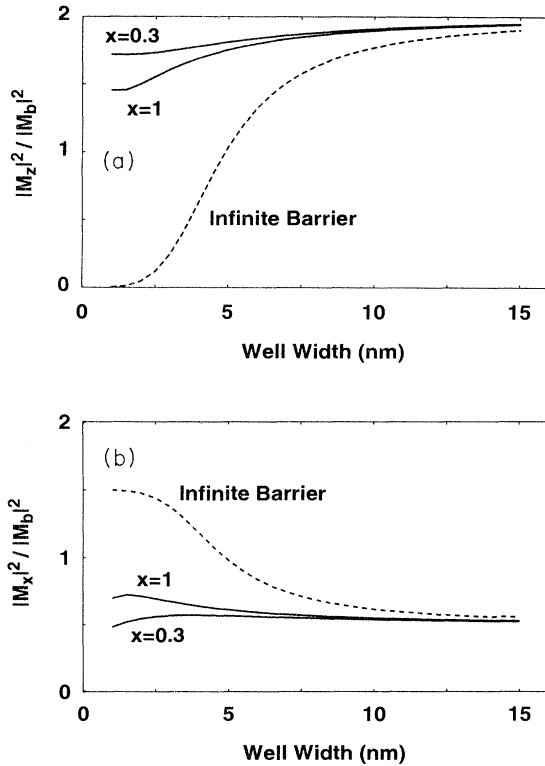 2
x=0.3
x=1
|M_z|² / |M_b|²
1
(a)
Infinite Barrier
0
0 5 10 15
Well Width (nm)
2
(b)
Infinite Barrier
|M_x|² / |M_b|²
1
x=1
x=0.3
0
0 5 10 15
Well Width (nm)